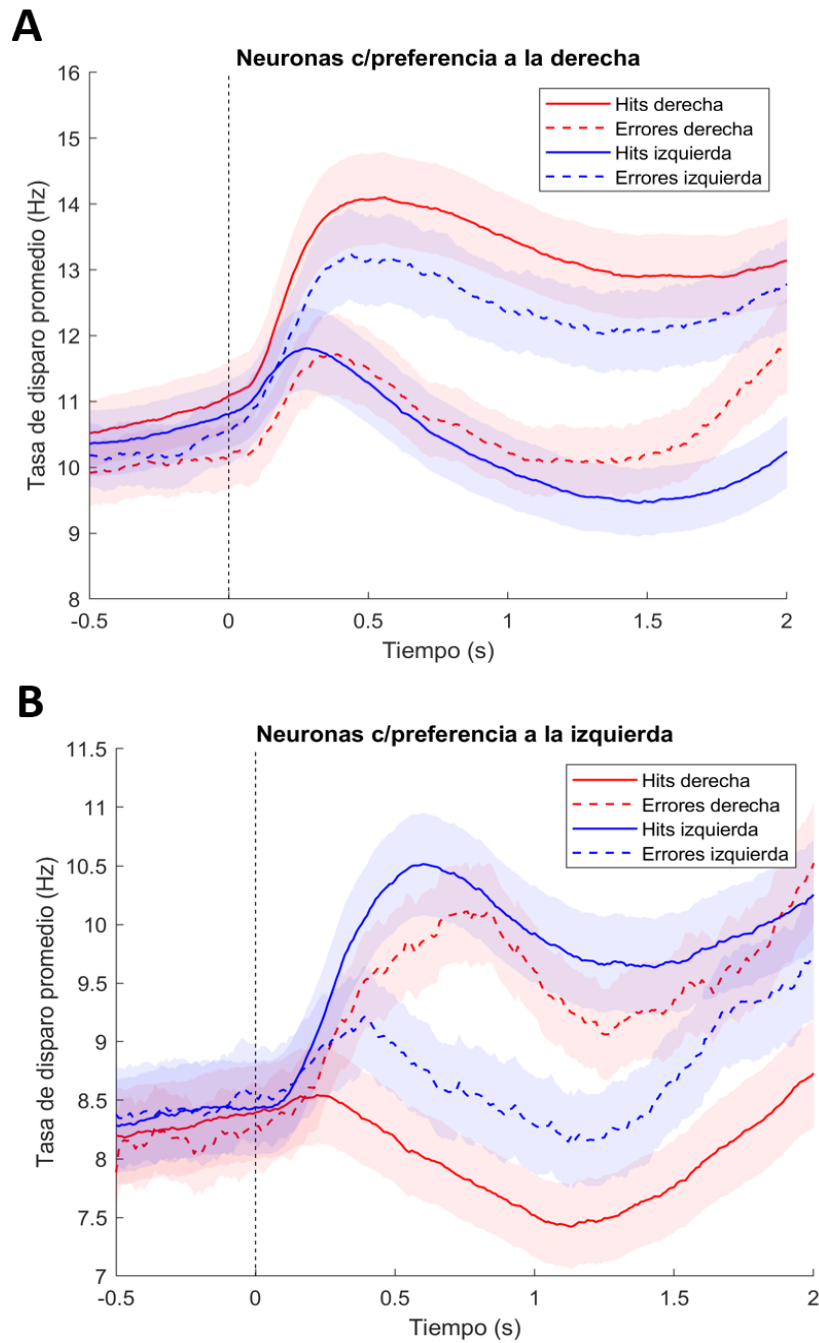 A
Neuronas c/preferencia a la derecha
16
15
14
13
12
11
10
9
8
Tasa de disparo promedio (Hz)
Hits derecha
Errores derecha
Hits izquierda
Errores izquierda
-0.5 0 0.5 1 1.5 2
Tiempo (s)
B
Neuronas c/preferencia a la izquierda
11.5
11
10.5
10
9.5
9
8.5
8
7.5
7
Tasa de disparo promedio (Hz)
Hits derecha
Errores derecha
Hits izquierda
Errores izquierda
-0.5 0 0.5 1 1.5 2
Tiempo (s)